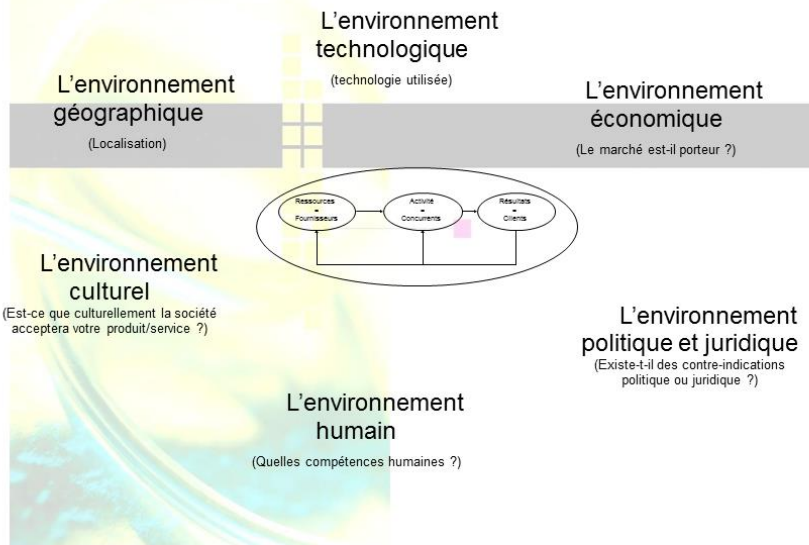 L'environnement
technologique
(technologie utilisée)
L'environnement
géographique
(Localisation)
L'environnement
économique
(Le marché est-il porteur ?)
Ressources
=
Fournisseurs
Activité
=
Concurrents
Résultats
=
Clients
L'environnement
culturel
(Est-ce que culturellement la société
acceptera votre produit/service ?)
L'environnement
politique et juridique
(Existe-t-il des contre-indications
politique ou juridique ?)
L'environnement
humain
(Quelles compétences humaines ?)